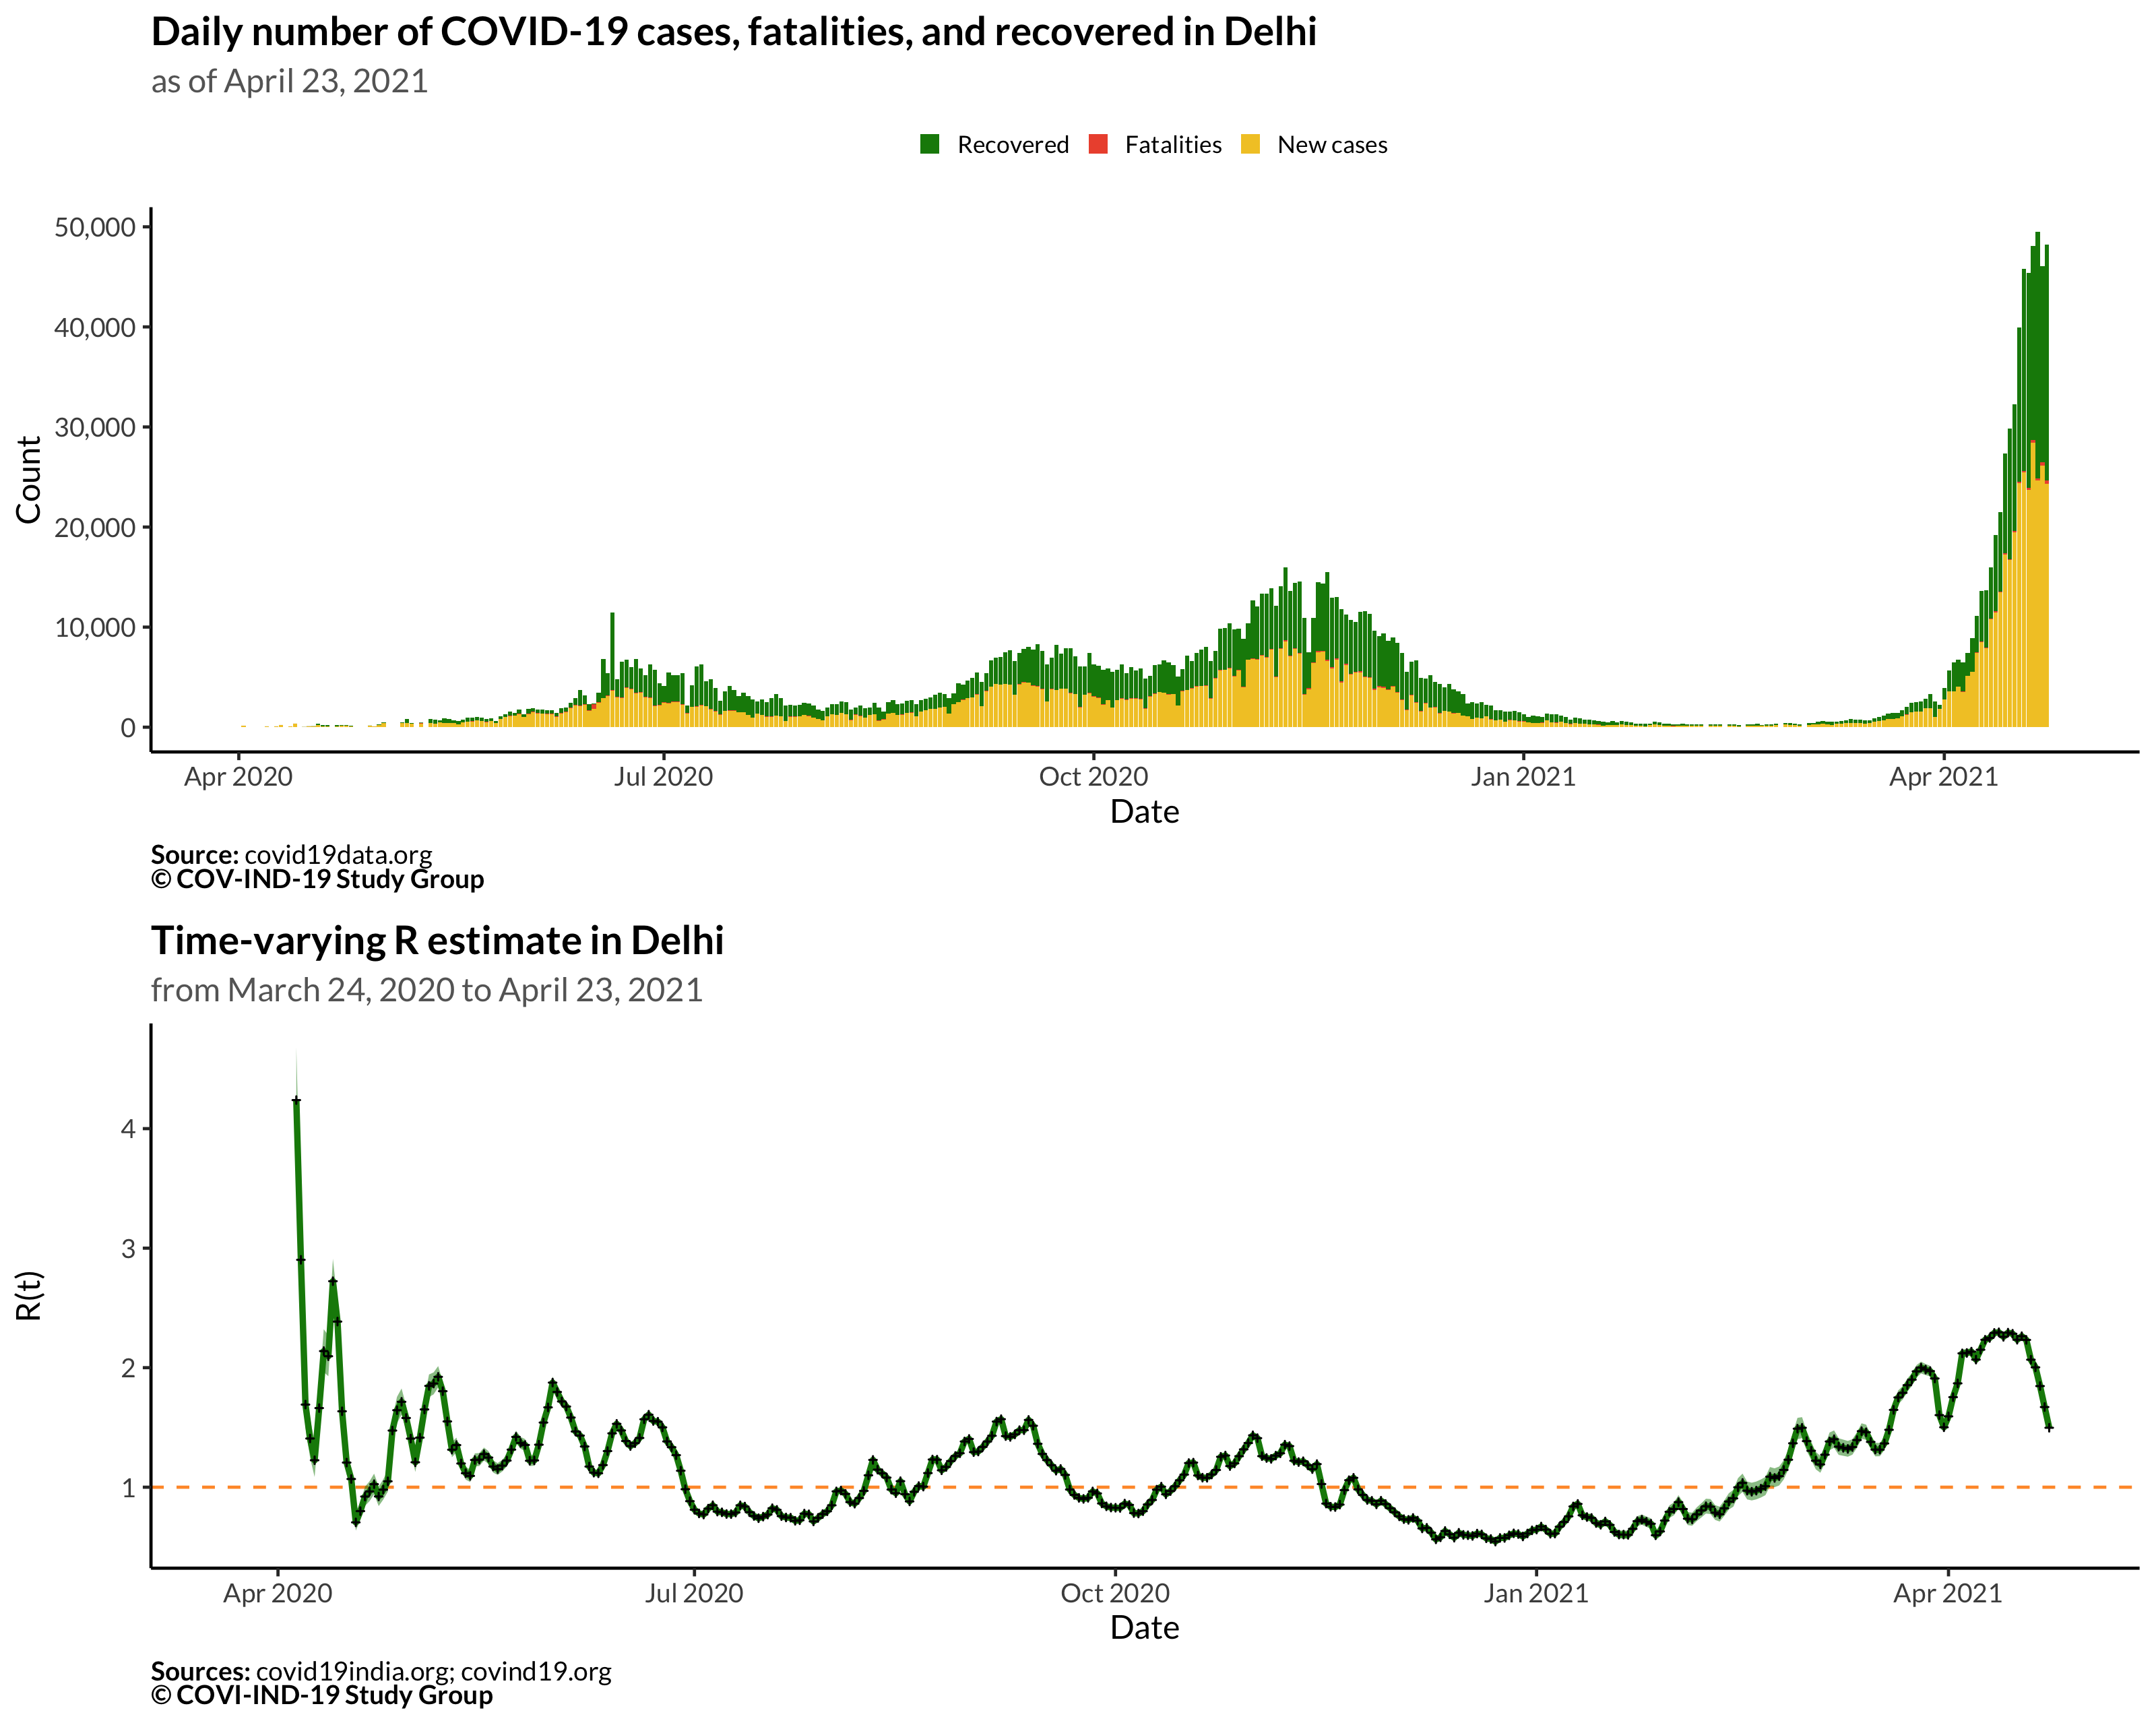 Daily number of COVID-19 cases, fatalities, and recovered in Delhi
as of April 23, 2021
Recovered Fatalities New cases
50,000
40,000
30,000
20,000
10,000
0
Count
Apr 2020 Jul 2020 Oct 2020 Jan 2021 Apr 2021
Date
Source: covid19data.org
© COV-IND-19 Study Group
Time-varying R estimate in Delhi
from March 24, 2020 to April 23, 2021
4
3
2
1
R(t)
Apr 2020 Jul 2020 Oct 2020 Jan 2021 Apr 2021
Date
Sources: covid19india.org; covind19.org
© COVI-IND-19 Study Group